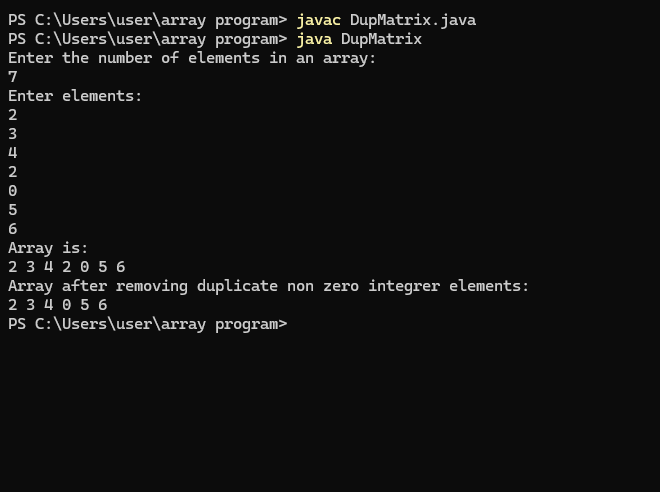 PS C:\Users\user\array program> javac DupMatrix.java
PS C:\Users\user\array program> java DupMatrix
Enter the number of elements in an array:
7
Enter elements:
2
3
4
2
0
5
6
Array is:
2 3 4 2 0 5 6
Array after removing duplicate non zero integrer elements:
2 3 4 0 5 6
PS C:\Users\user\array program>